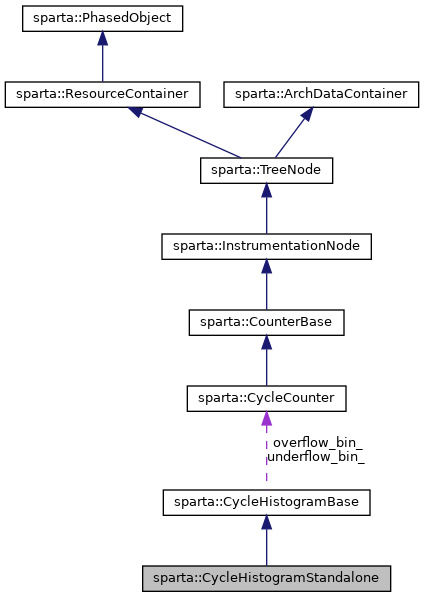 sparta::PhasedObject
sparta::ResourceContainer
sparta::ArchDataContainer
sparta::TreeNode
sparta::InstrumentationNode
sparta::CounterBase
sparta::CycleCounter
overflow_bin_
underflow_bin_
sparta::CycleHistogramBase
sparta::CycleHistogramStandalone